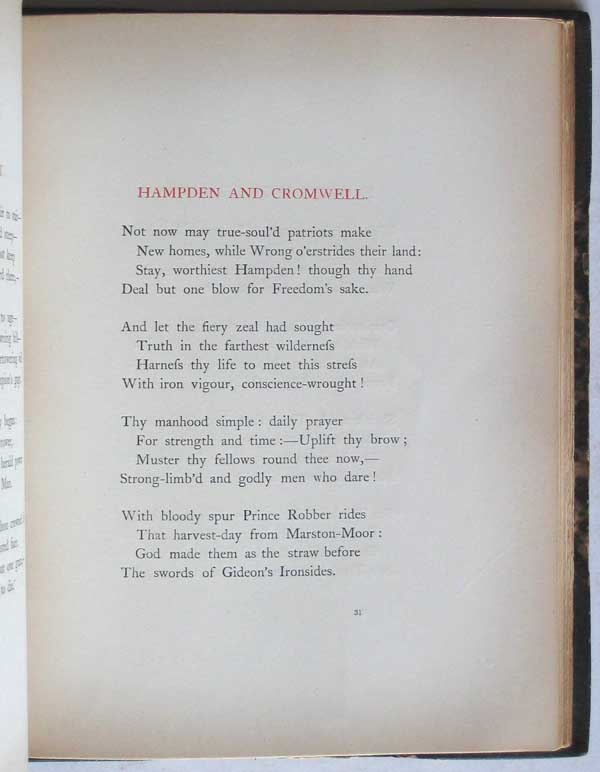 HAMPDEN AND CROMWELL.
Not now may true-soul'd patriots make
New homes, while Wrong o'erstrides their land:
Stay, worthiest Hampden! though thy hand
Deal but one blow for Freedom's sake.
And let the fiery zeal had sought
Truth in the farthest wilderneſs
Harneſs thy life to meet this streſs
With iron vigour, conscience-wrought!
Thy manhood simple: daily prayer
For strength and time:—Uplift thy brow;
Muster thy fellows round thee now,—
Strong-limb'd and godly men who dare!
With bloody spur Prince Robber rides
That harvest-day from Marston-Moor:
God made them as the straw before
The swords of Gideon's Ironsides.
31